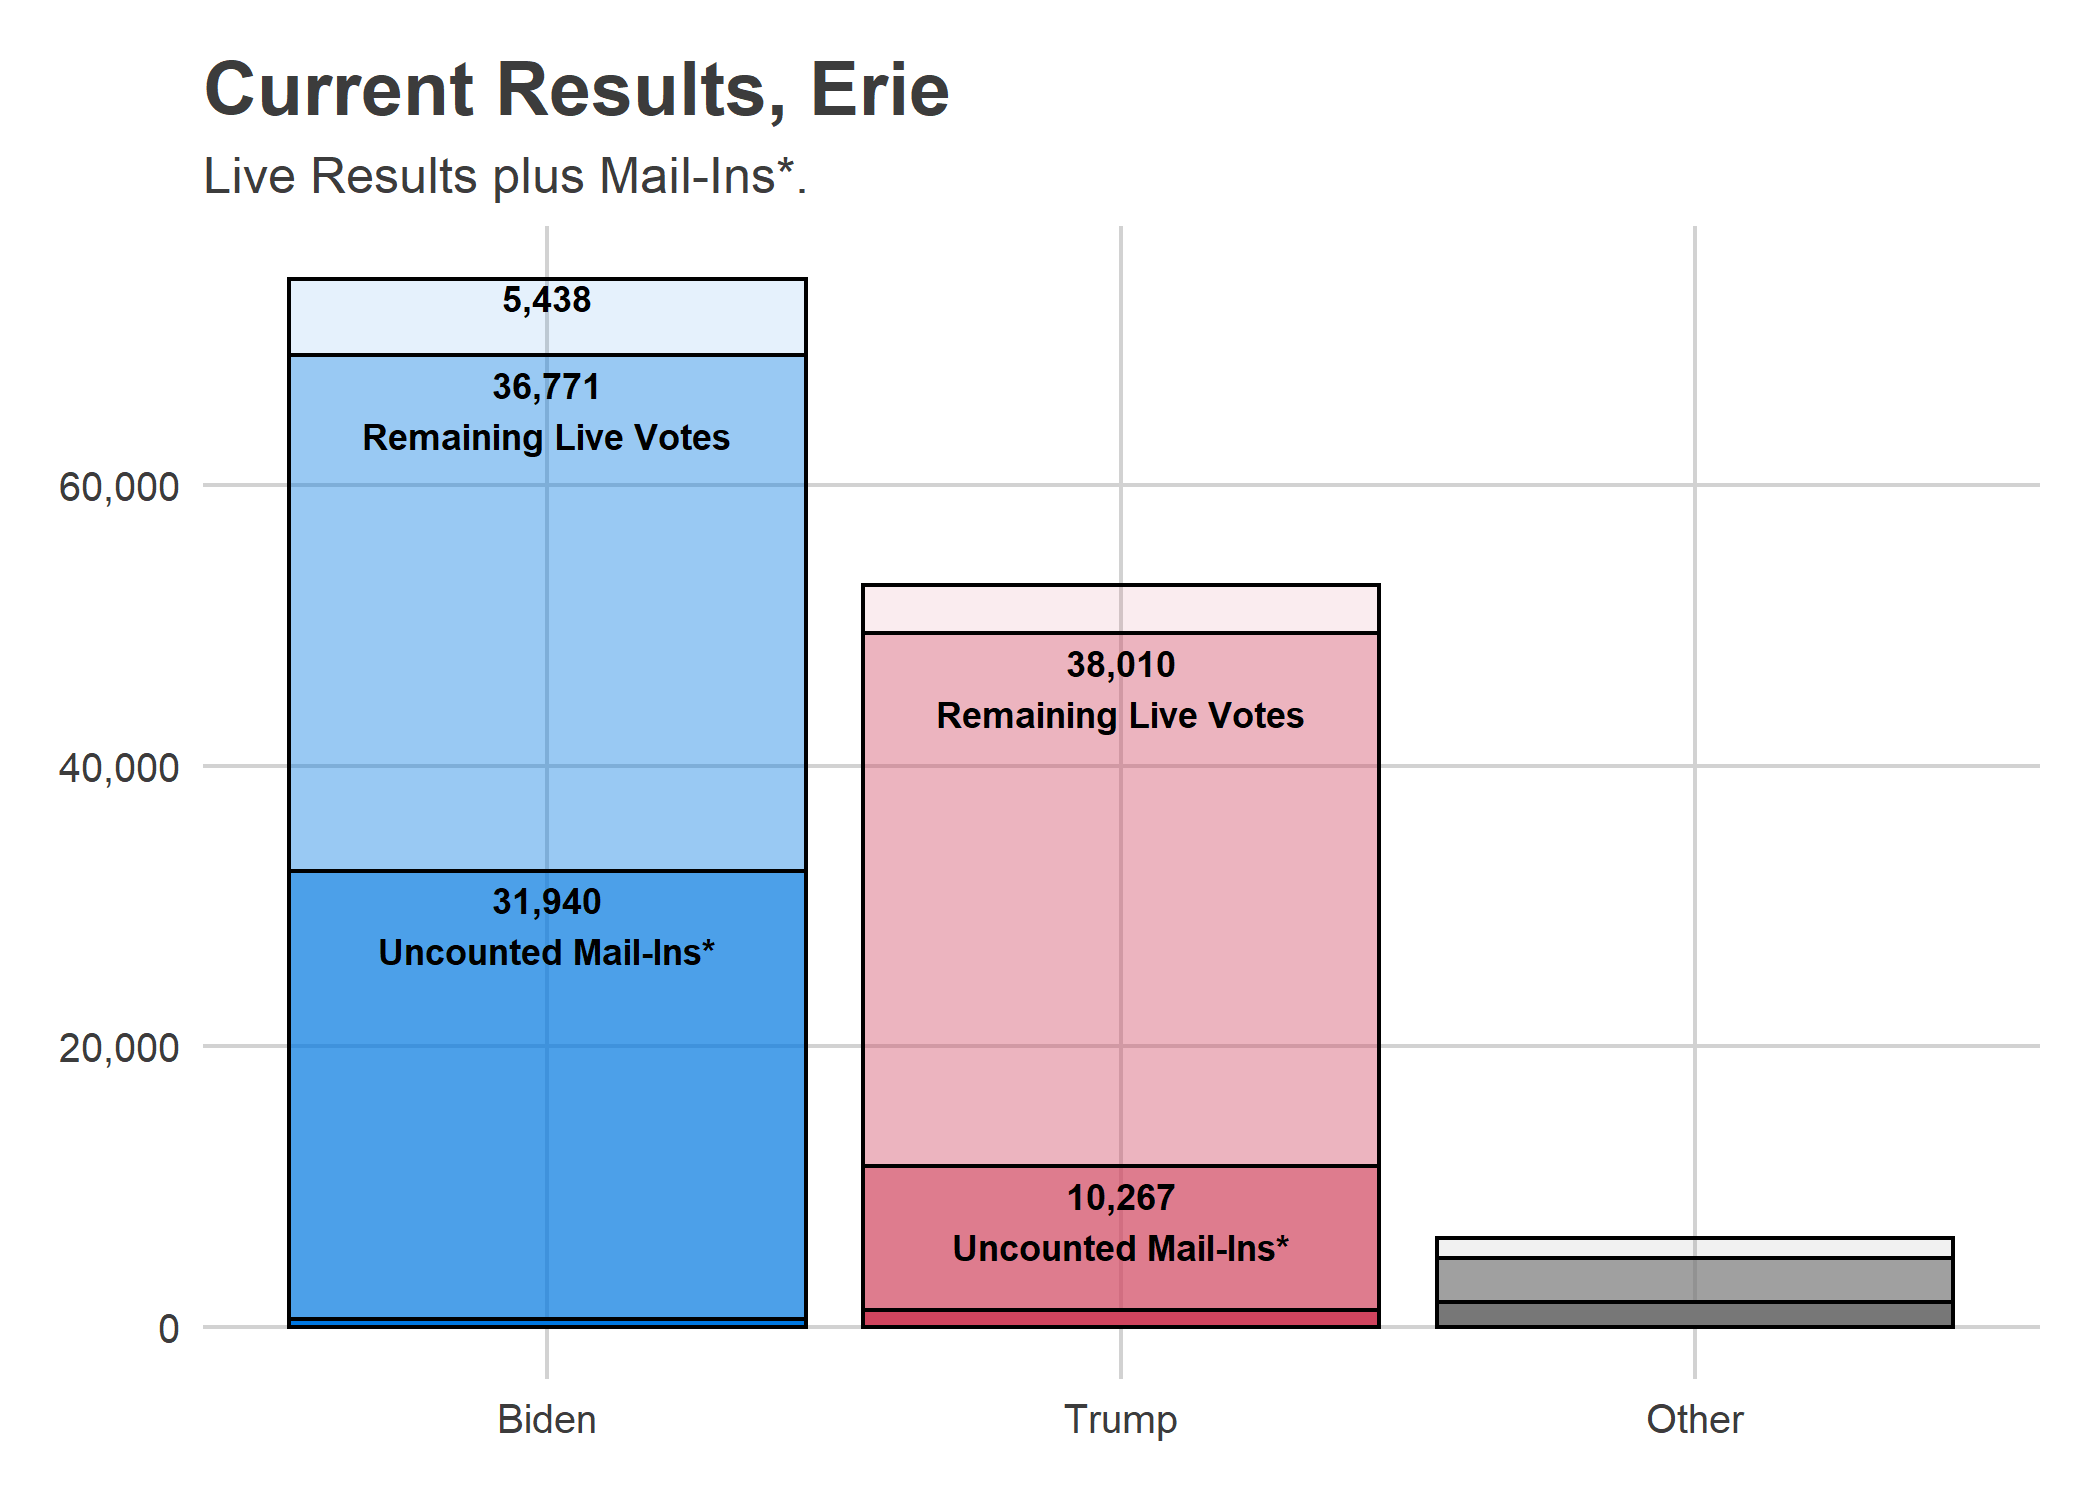 Current Results, Erie
Live Results plus Mail-Ins*.
5,438
36,771
Remaining Live Votes
31,940
Uncounted Mail-Ins*
38,010
Remaining Live Votes
10,267
Uncounted Mail-Ins*
60,000
40,000
20,000
0
Biden
Trump
Other